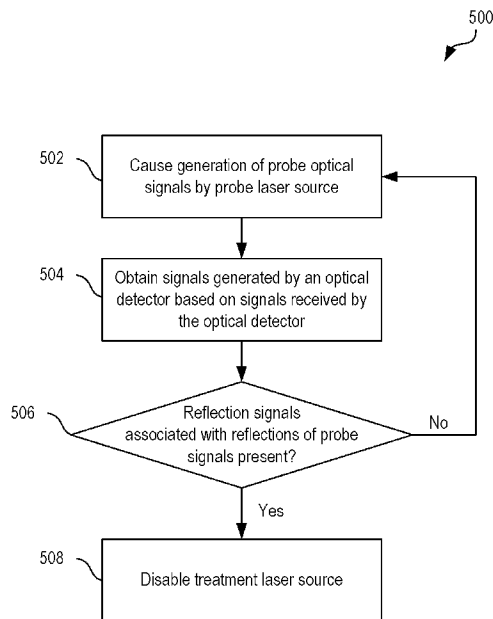 500
502
Cause generation of probe optical
signals by probe laser source
504
Obtain signals generated by an optical
detector based on signals received by
the optical detector
506
Reflection signals
associated with reflections of probe
signals present?
No
Yes
508
Disable treatment laser source